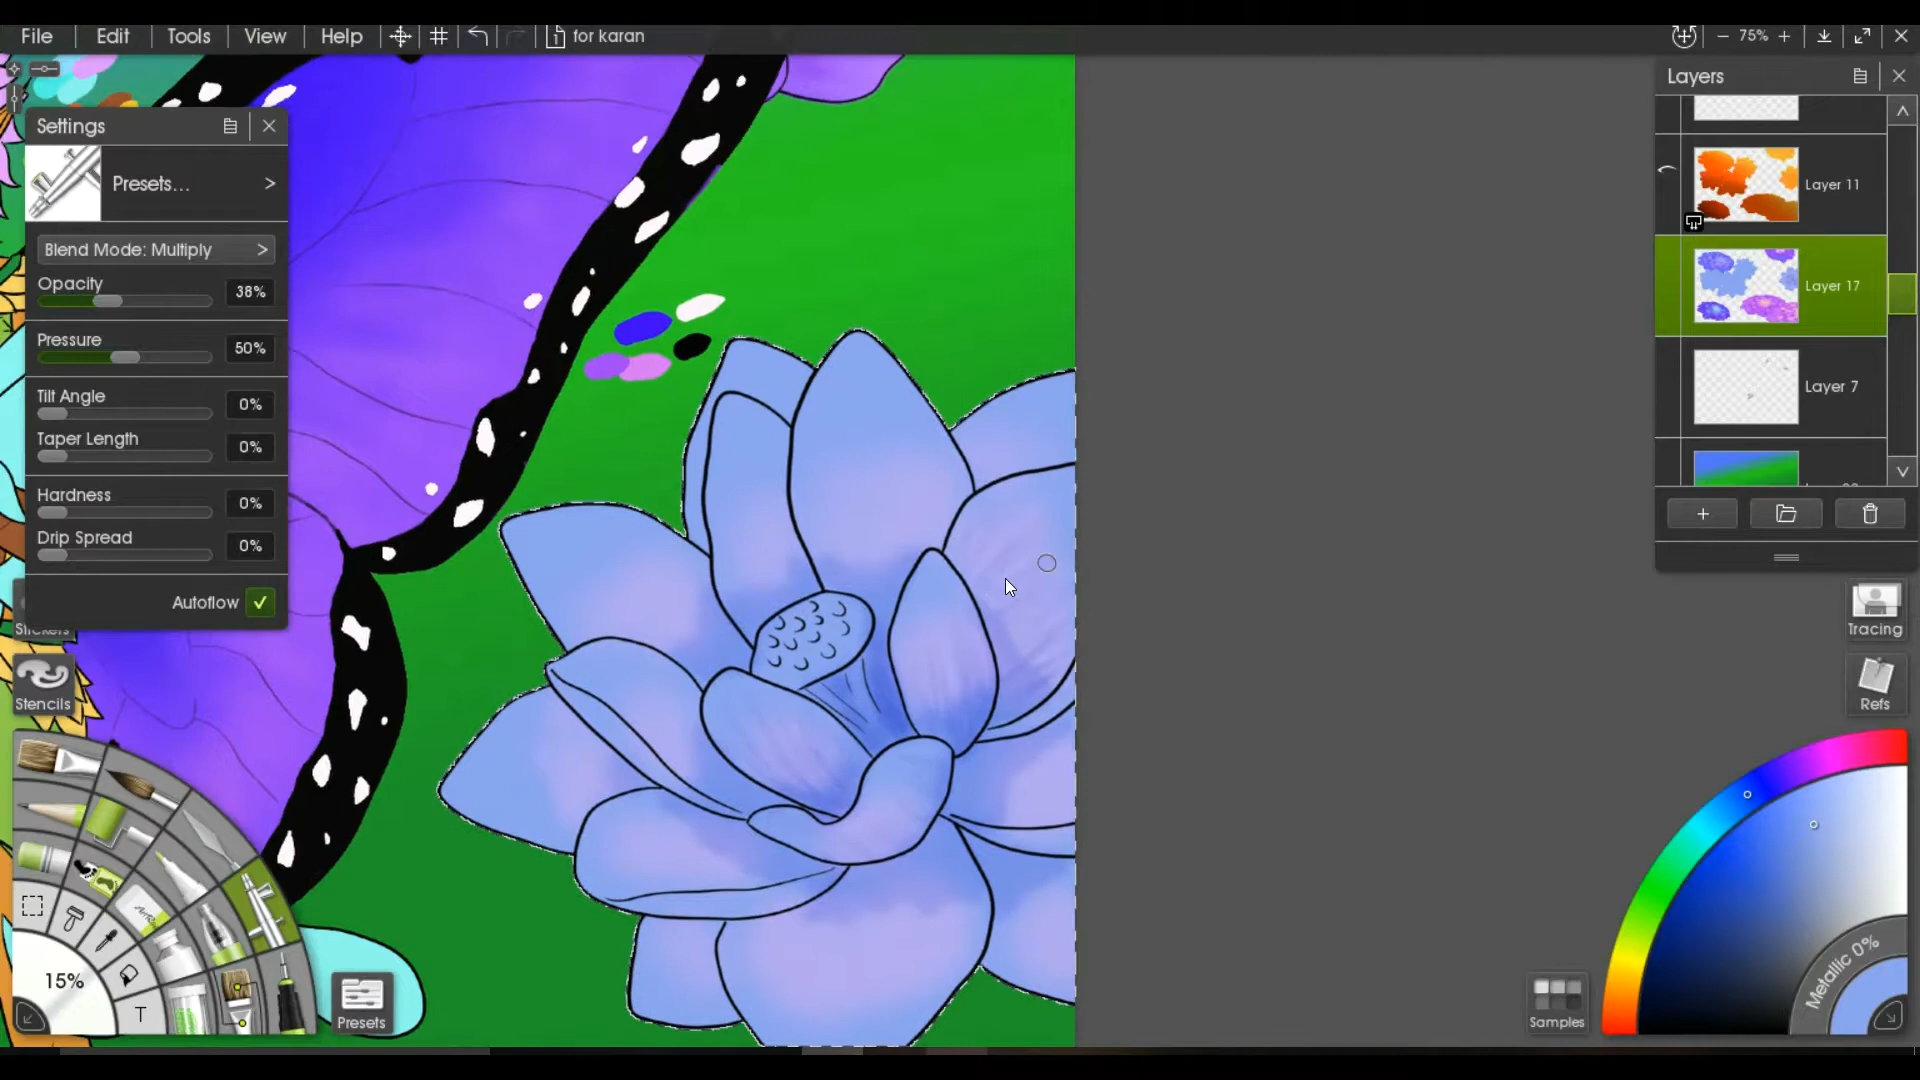 File Edit Tools View Help for karan 75%
Layers
Settings
Presets...
Blend Mode: Multiply
Opacity 38%
Pressure 50%
Tilt Angle 0%
Taper Length 0%
Hardness 0%
Drip Spread 0%
Autoflow
Stickers
Stencils
15%
T
Presets
Layer 11
Layer 17
Layer 7
Tracing
Refs
Metallic 0%
Samples